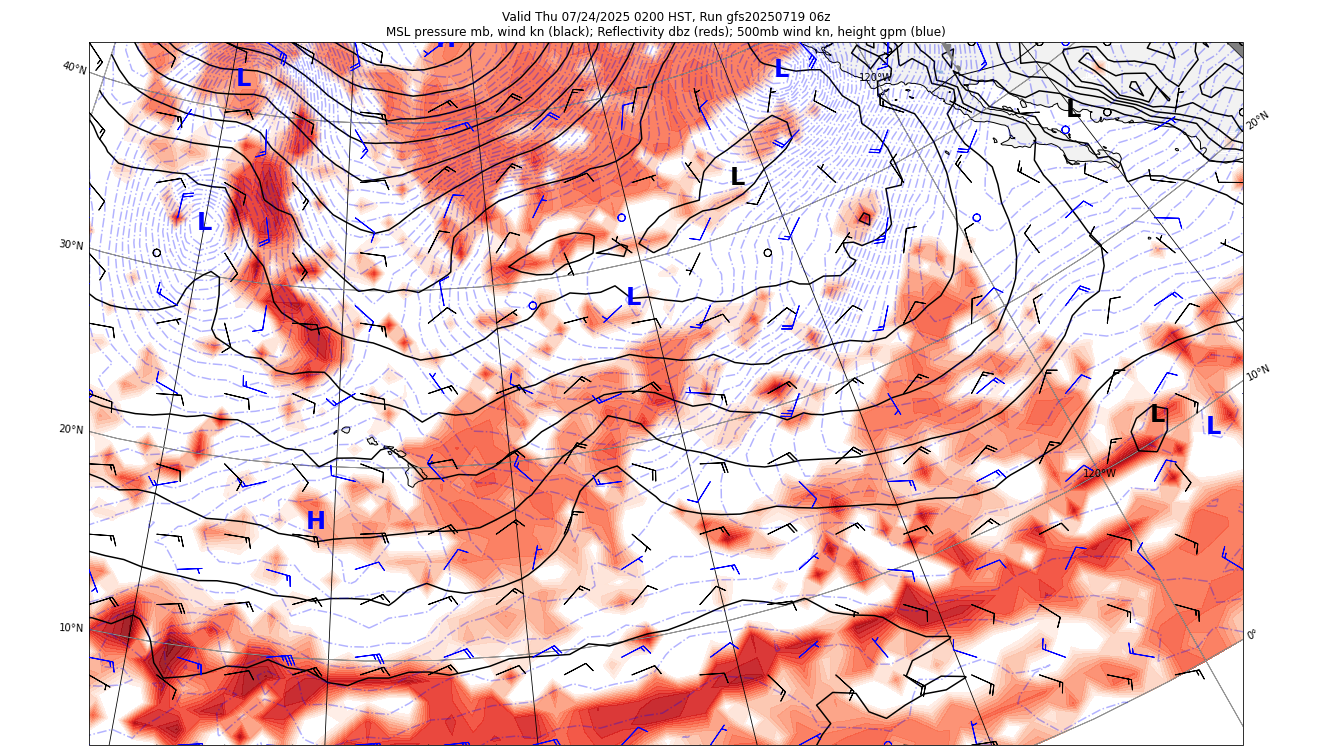 Valid Thu 07/24/2025 0200 HST, Run gfs20250719 06z
MSL pressure mb, wind kn (black); Reflectivity dbz (reds); 500mb wind kn, height gpm (blue)
H
40°N
L
L
120°W
L
20°N
L
L
30°N
L
10°N
L
L
20°N
120°W
H
10°N
0°